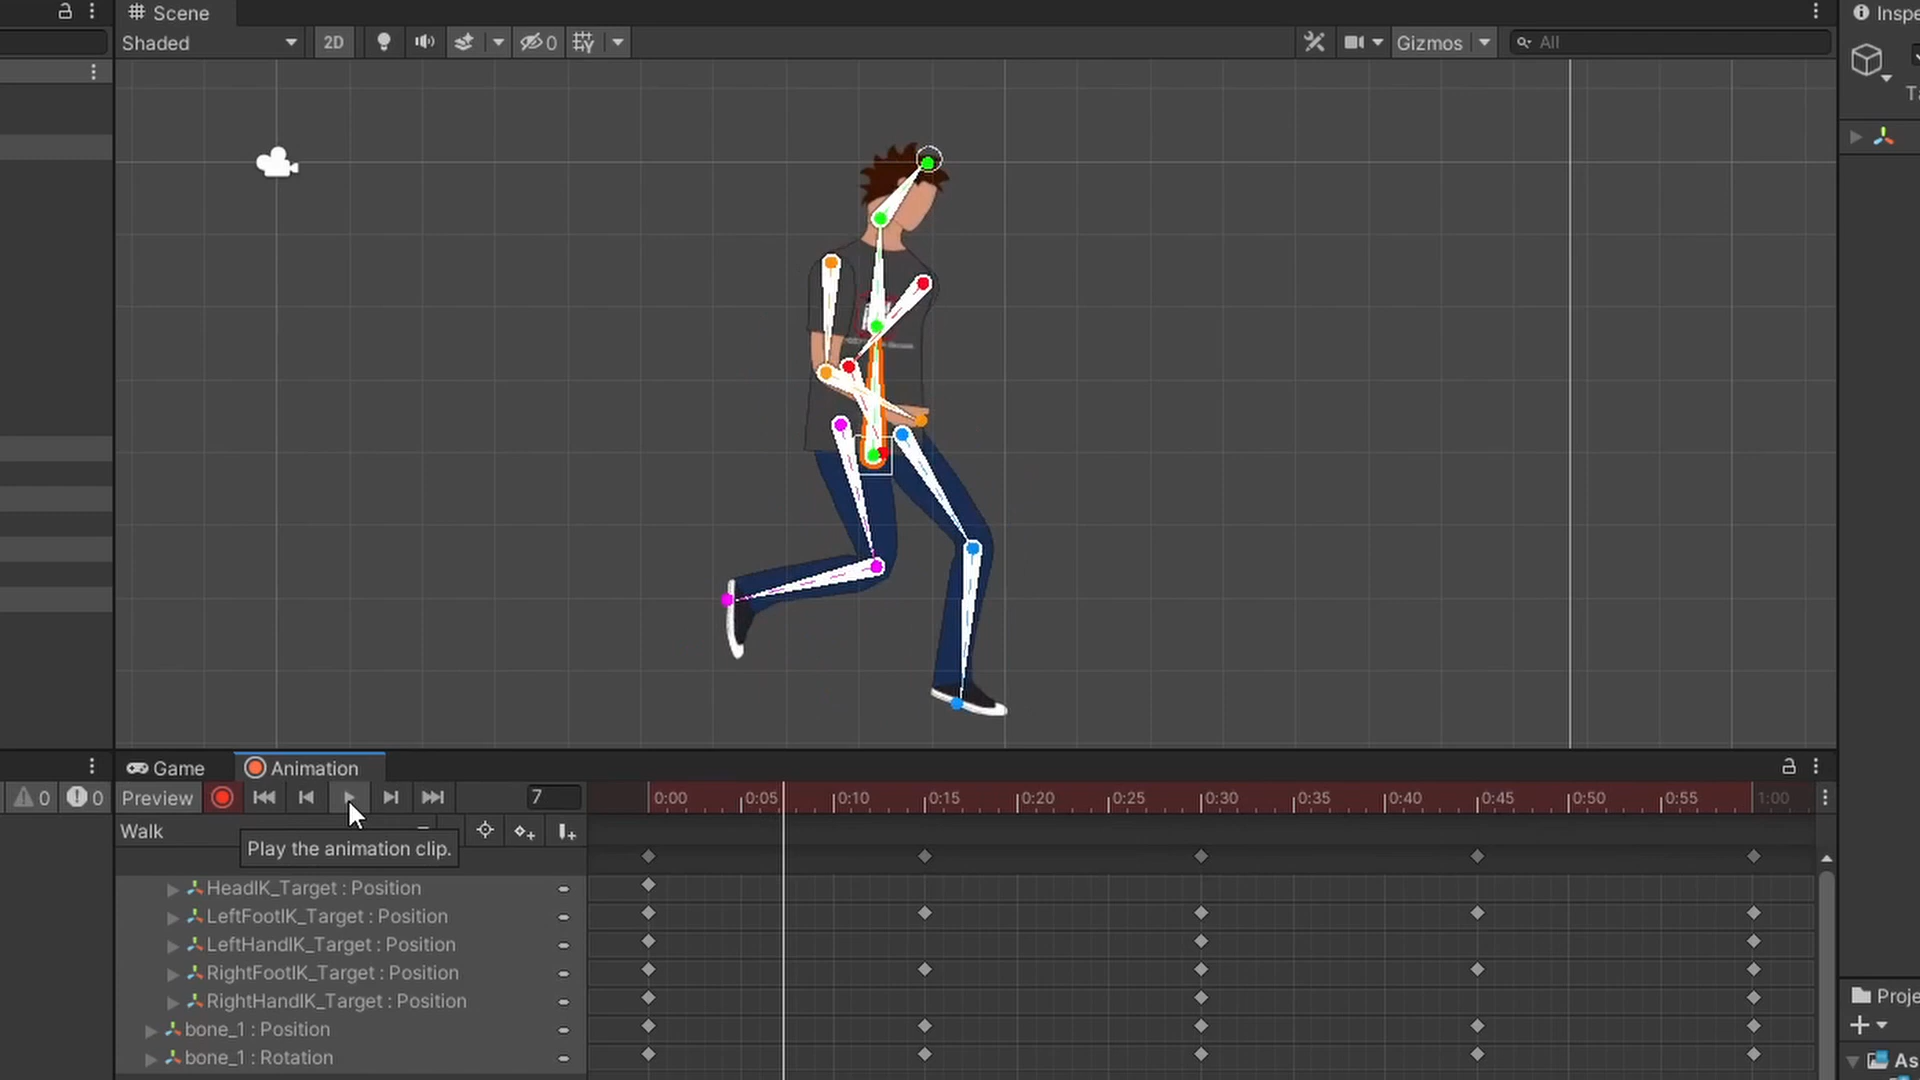 Scene
Inspe
Shaded
2D
0
Gizmos
All
Ta
Game
Animation
0
0
Preview
7
0:00
0:05
0:10
0:15
0:20
0:25
0:30
0:35
0:40
0:45
0:50
0:55
1:00
Walk
Play the animation clip.
HeadIK_Target : Position
LeftFootIK_Target : Position
LeftHandIK_Target : Position
RightFootIK_Target : Position
RightHandIK_Target : Position
bone_1 : Position
bone_1 : Rotation
Proje
As